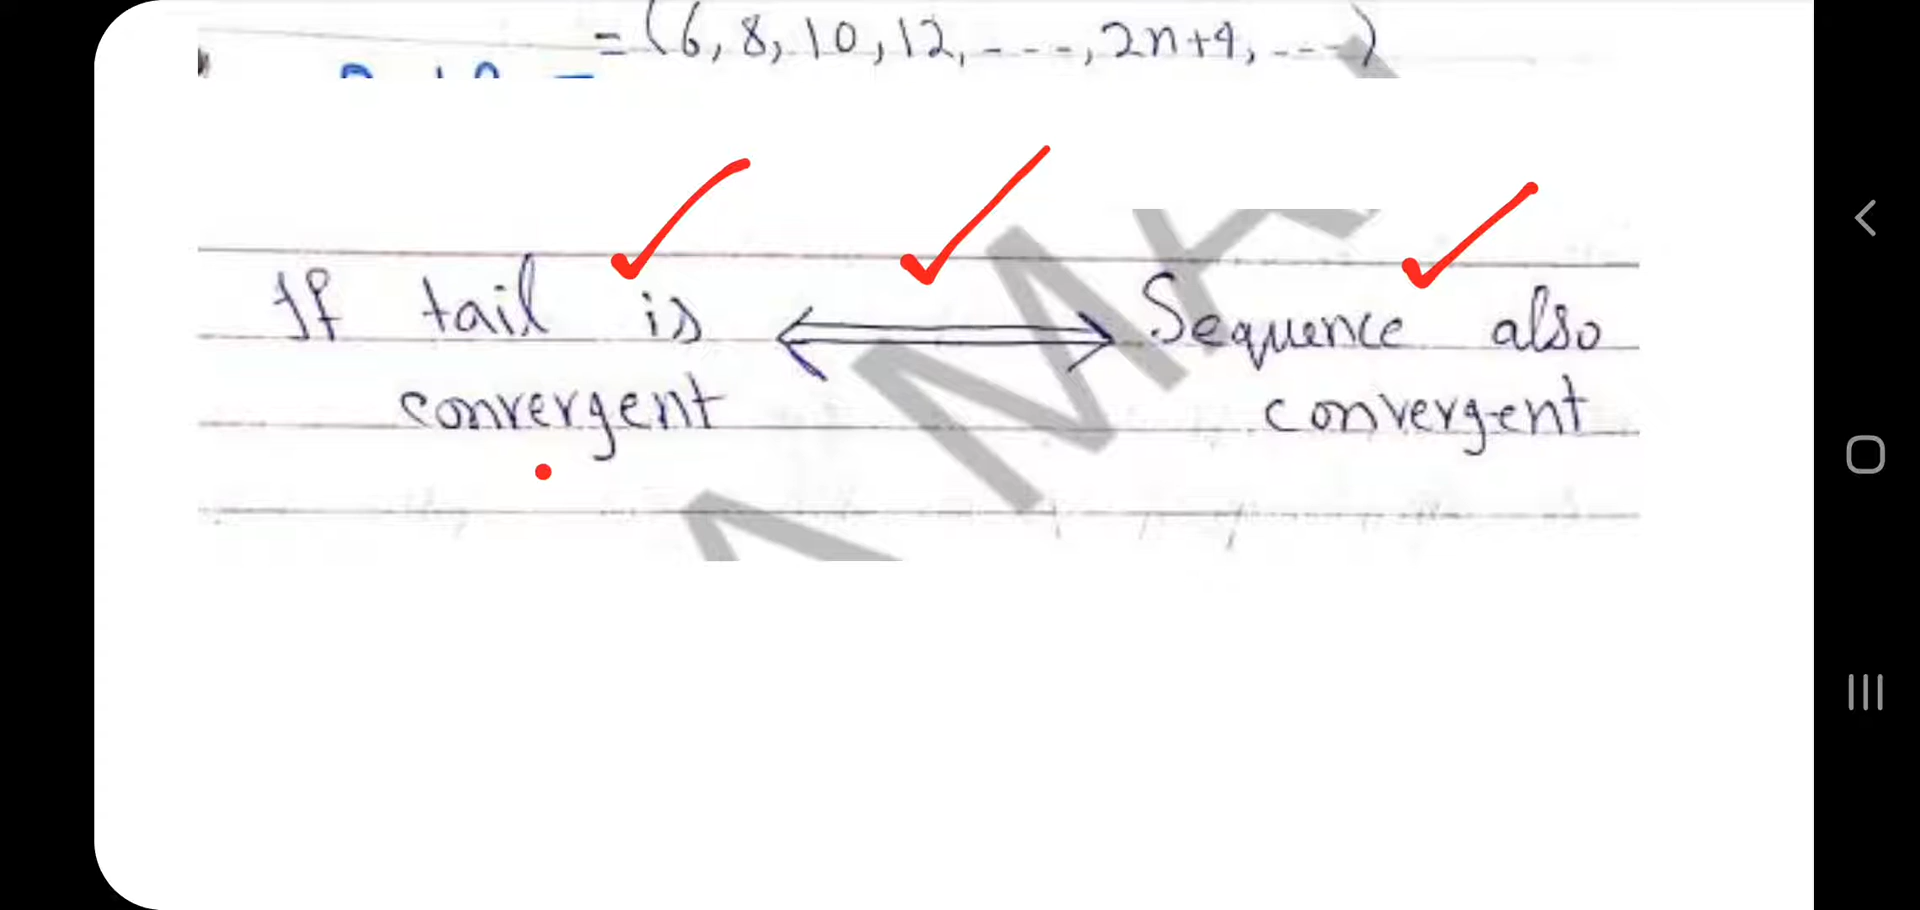 = (6, 8, 10, 12, ----, 2n+4, ---)
If tail is ⟺ Sequence also
convergent convergent